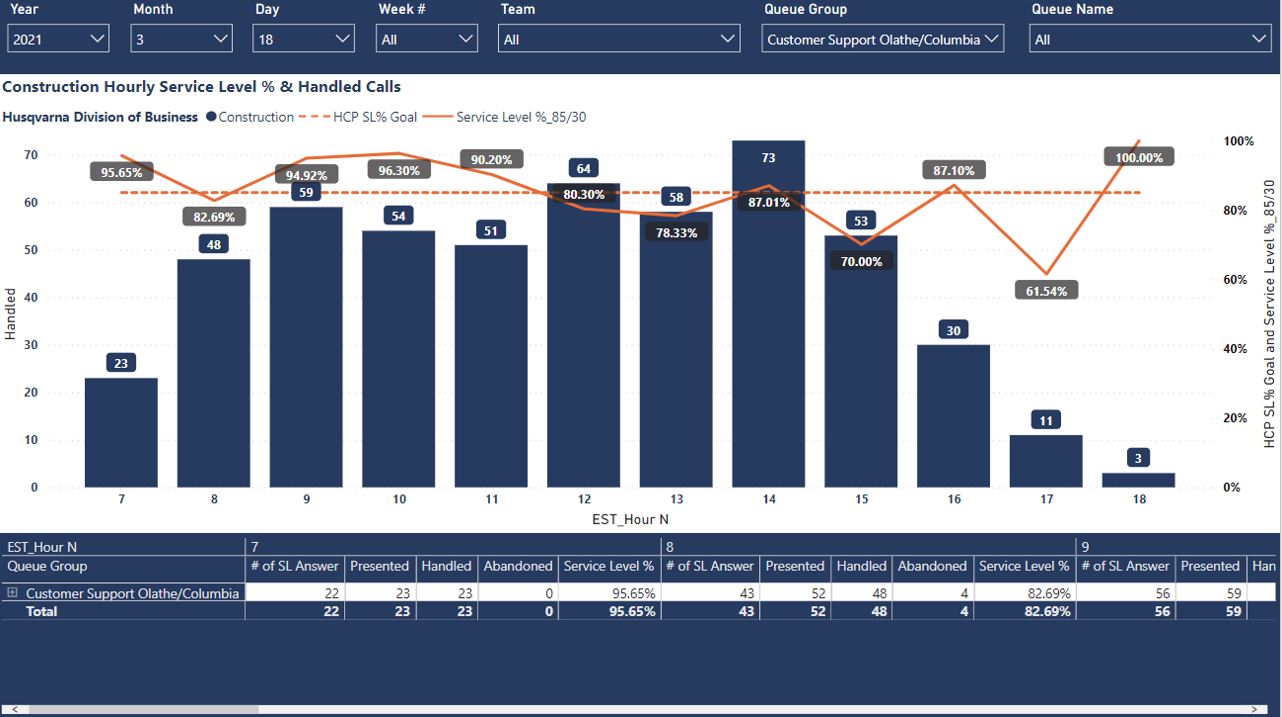 Year Month Day Week # Team Queue Group Queue Name
2021 3 18 All All Customer Support Olathe/Columbia All
Construction Hourly Service Level % & Handled Calls
Husqvarna Division of Business Construction HCP SL% Goal Service Level %_85/30
Handled
70
60
50
40
30
20
10
0
95.65% 82.69% 94.92% 96.30% 90.20% 80.30% 78.33% 87.01% 70.00% 87.10% 61.54% 100.00%
23 48 59 54 51 64 58 73 53 30 11 3
100%
80%
60%
40%
20%
0%
HCP SL% Goal and Service Level %_85/30
7 8 9 10 11 12 13 14 15 16 17 18
EST_Hour N
EST_Hour N 7 8 9
Queue Group # of SL Answer Presented Handled Abandoned Service Level % # of SL Answer Presented Handled Abandoned Service Level % # of SL Answer Presented Han
Customer Support Olathe/Columbia 22 23 23 0 95.65% 43 52 48 4 82.69% 56 59
Total 22 23 23 0 95.65% 43 52 48 4 82.69% 56 59